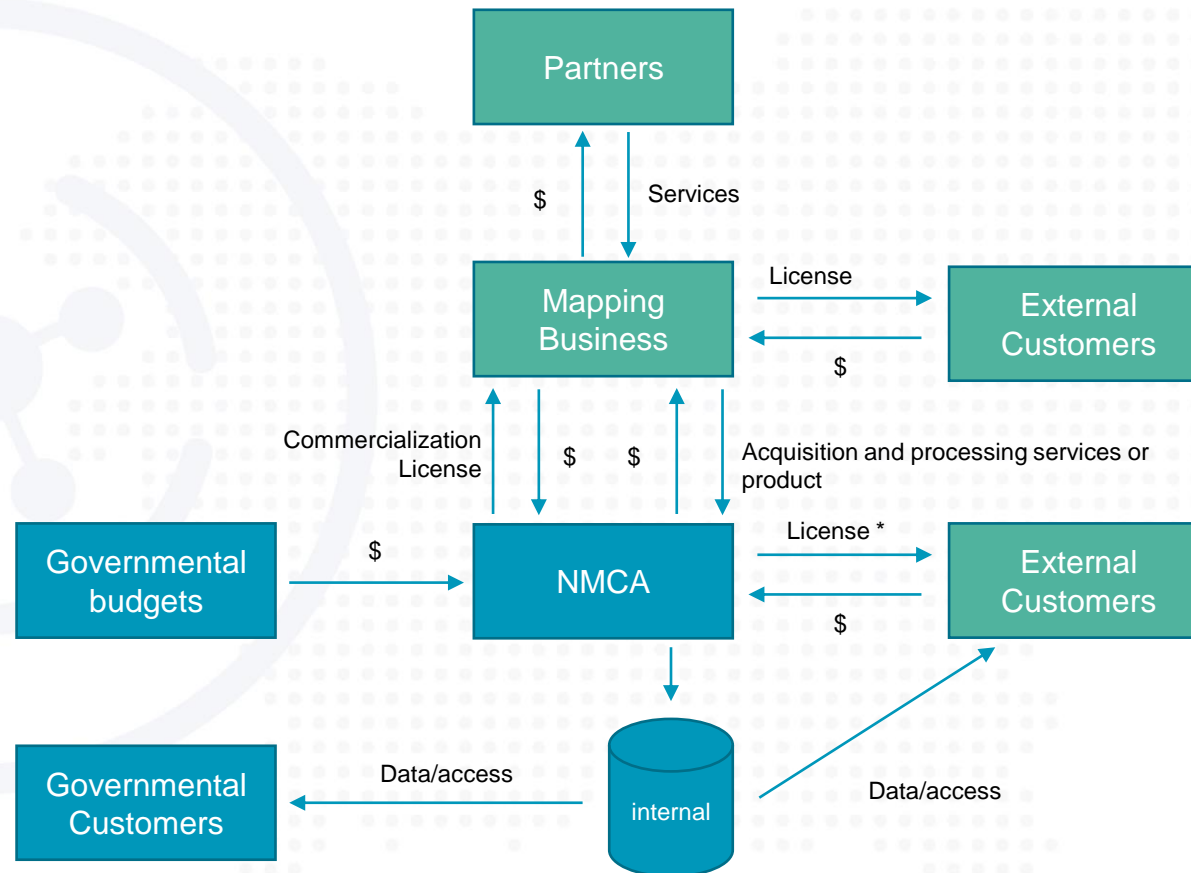 Partners
$
Services
Mapping
Business
License
$
External
Customers
Commercialization
License
$
$
Acquisition and processing services or
product
Governmental
budgets
$
NMCA
License *
$
External
Customers
Governmental
Customers
Data/access
internal
Data/access